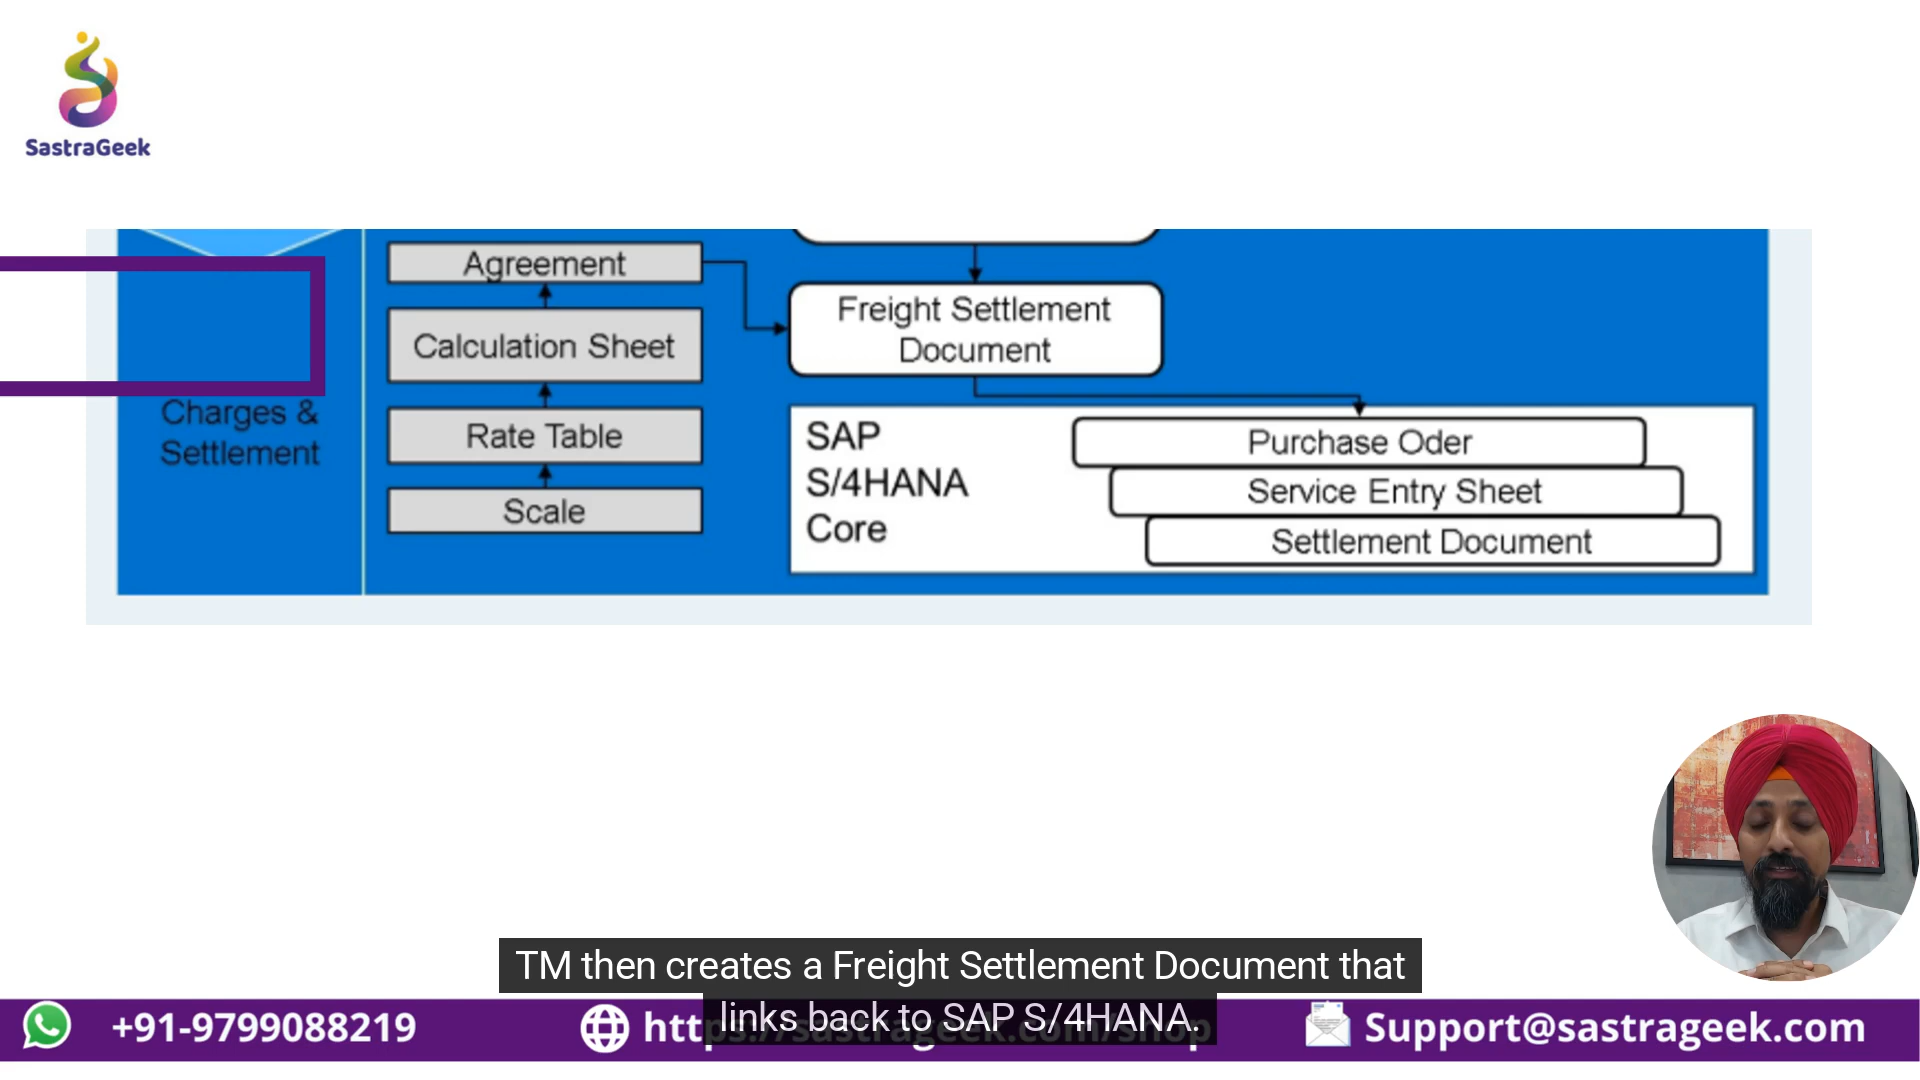 SastraGeek
Agreement
Calculation Sheet
Rate Table
Scale
Charges &
Settlement
Freight Settlement
Document
SAP
S/4HANA
Core
Purchase Oder
Service Entry Sheet
Settlement Document
TM then creates a Freight Settlement Document that
links back to SAP S/4HANA.
+91-9799088219
https://sastrageek.com/shop
Support@sastrageek.com